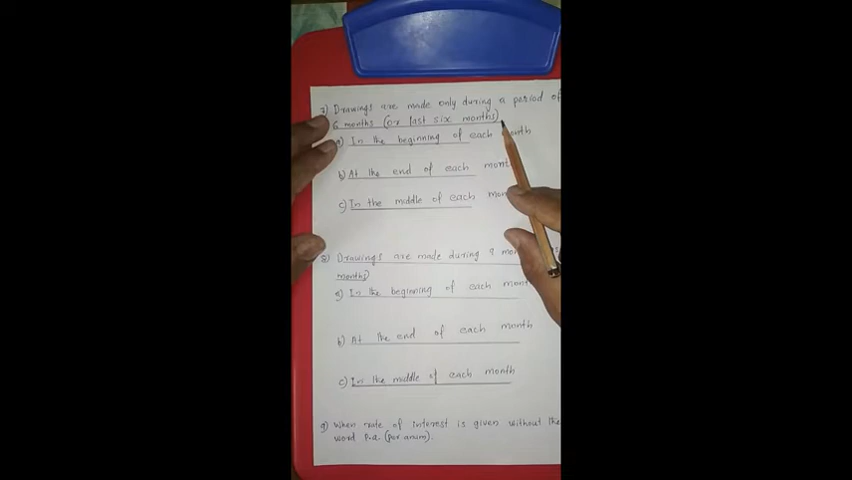 7) Drawings are made only during a period of
6 months (or last six months)
a) In the beginning of each month
b) At the end of each month
c) In the middle of each
8) Drawings are made during 9
months)
a) In the beginning of each
b) At the end of each month
c) In the middle of each month
9) When rate of interest is given without the
word P.a (per anum).